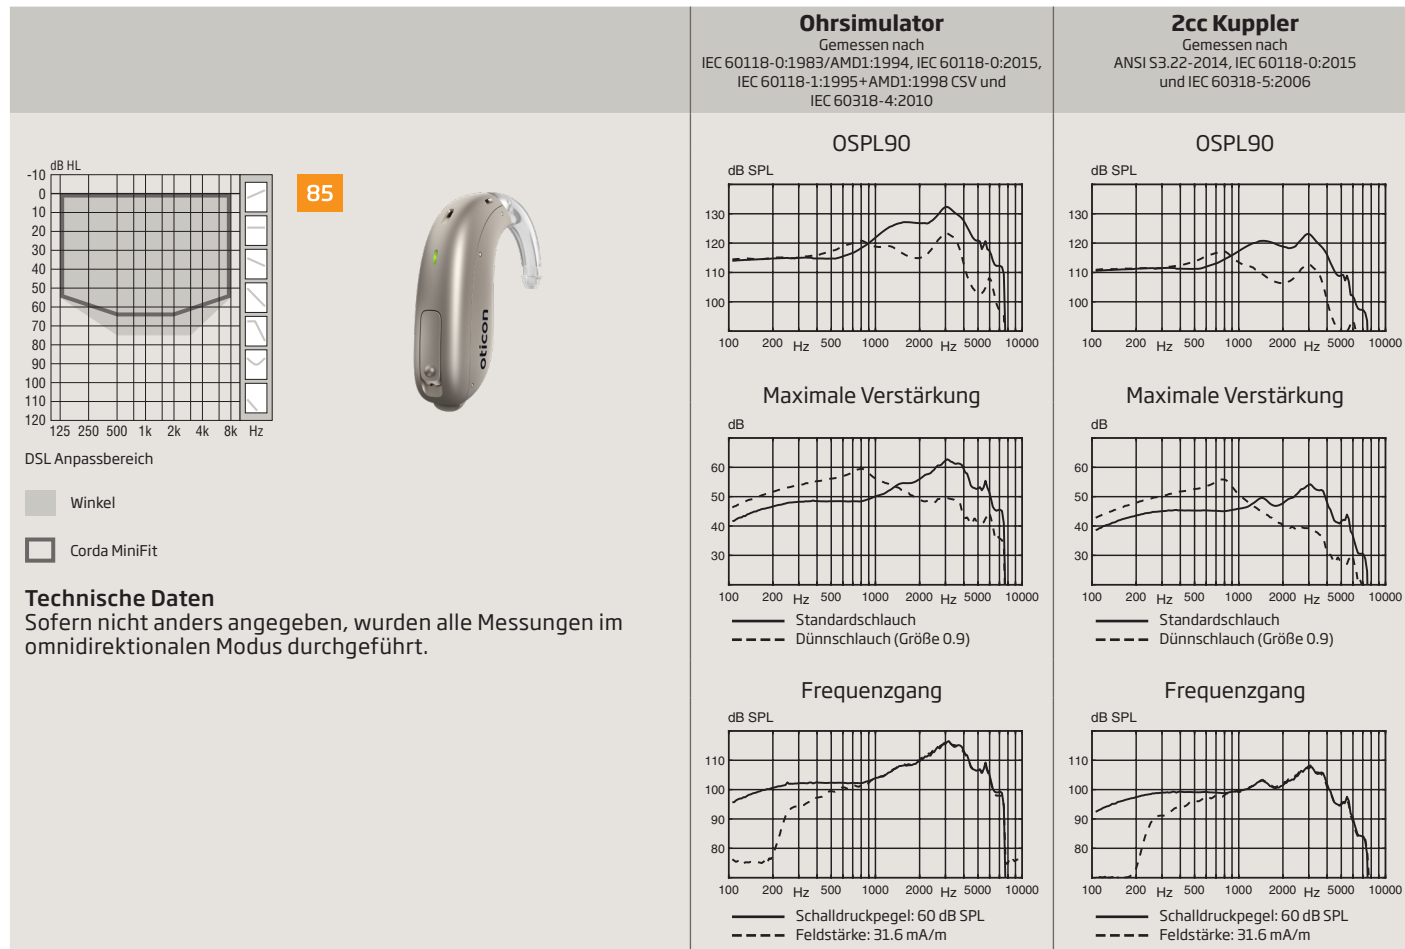 Ohrsimulator
Gemessen nach
IEC 60118-0:1983/AMD1:1994, IEC 60118-0:2015,
IEC 60118-1:1995+AMD1:1998 CSV und
IEC 60318-4:2010
2cc Kuppler
Gemessen nach
ANSI S3.22-2014, IEC 60118-0:2015
und IEC 60318-5:2006
dB HL
-10
0
10
20
30
40
50
60
70
80
90
100
110
120
125 250 500 1k 2k 4k 8k Hz
85
oticon
DSL Anpassbereich
Winkel
Corda MiniFit
Technische Daten
Sofern nicht anders angegeben, wurden alle Messungen im
omnidirektionalen Modus durchgeführt.
OSPL90
dB SPL
130
120
110
100
100 200 Hz 500 1000 2000 Hz 5000 10000
Maximale Verstärkung
dB
60
50
40
30
100 200 Hz 500 1000 2000 Hz 5000 10000
Standardschlauch
Dünnschlauch (Größe 0.9)
Frequenzgang
dB SPL
110
100
90
80
100 200 Hz 500 1000 2000 Hz 5000 10000
Schalldruckpegel: 60 dB SPL
Feldstärke: 31.6 mA/m
OSPL90
dB SPL
130
120
110
100
100 200 Hz 500 1000 2000 Hz 5000 10000
Maximale Verstärkung
dB
60
50
40
30
100 200 Hz 500 1000 2000 Hz 5000 10000
Standardschlauch
Dünnschlauch (Größe 0.9)
Frequenzgang
dB SPL
110
100
90
80
100 200 Hz 500 1000 2000 Hz 5000 10000
Schalldruckpegel: 60 dB SPL
Feldstärke: 31.6 mA/m